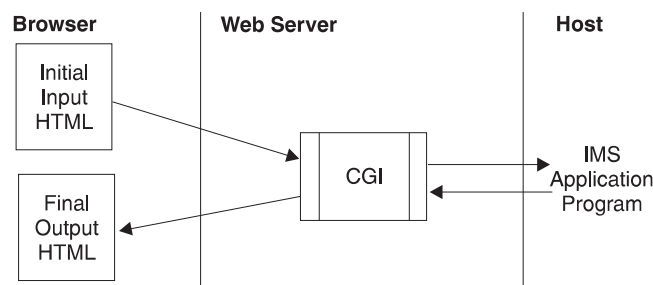 Browser
Web Server
Host
Initial
Input
HTML
CGI
IMS
Application
Program
Final
Output
HTML